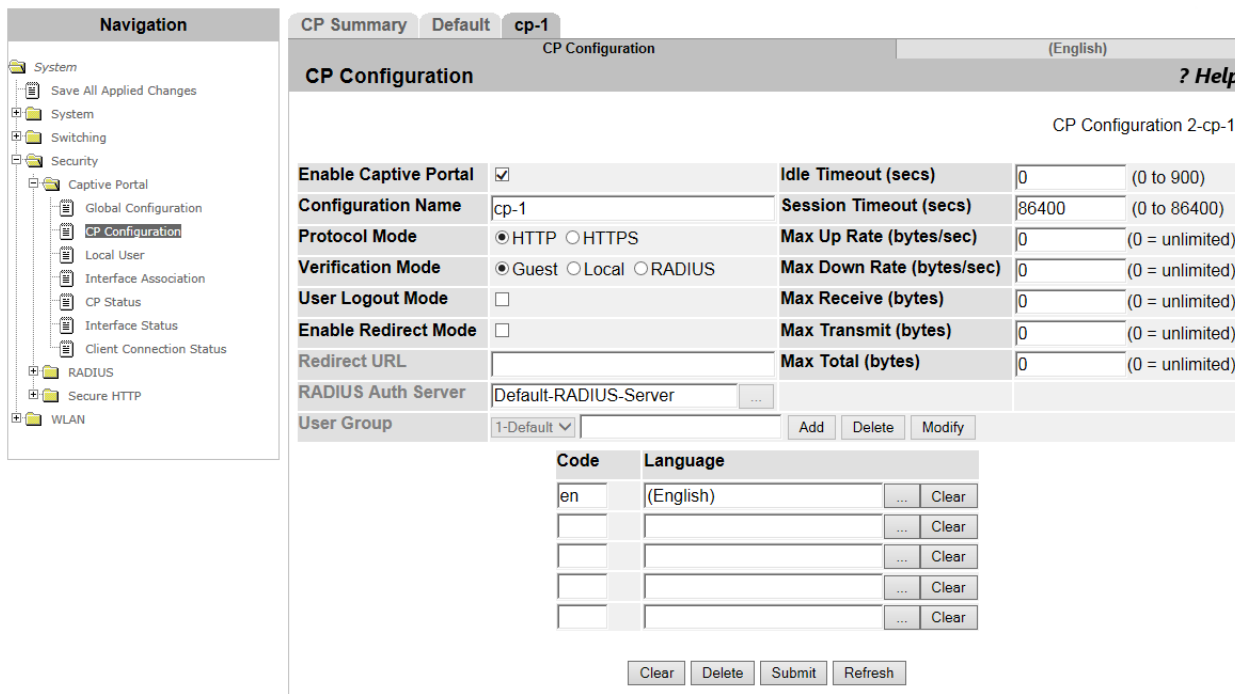 Navigation
System
Save All Applied Changes
System
Switching
Security
Captive Portal
Global Configuration
CP Configuration
Local User
Interface Association
CP Status
Interface Status
Client Connection Status
RADIUS
Secure HTTP
WLAN
CP Summary Default cp-1
CP Configuration (English)
CP Configuration ? Help
CP Configuration 2-cp-1
Enable Captive Portal Idle Timeout (secs) 0 (0 to 900)
Configuration Name cp-1 Session Timeout (secs) 86400 (0 to 86400)
Protocol Mode HTTP HTTPS Max Up Rate (bytes/sec) 0 (0 = unlimited)
Verification Mode Guest Local RADIUS Max Down Rate (bytes/sec) 0 (0 = unlimited)
User Logout Mode Max Receive (bytes) 0 (0 = unlimited)
Enable Redirect Mode Max Transmit (bytes) 0 (0 = unlimited)
Redirect URL Max Total (bytes) 0 (0 = unlimited)
RADIUS Auth Server Default-RADIUS-Server ...
User Group 1-Default Add Delete Modify
Code Language
en (English) ... Clear
... Clear
... Clear
... Clear
... Clear
Clear Delete Submit Refresh